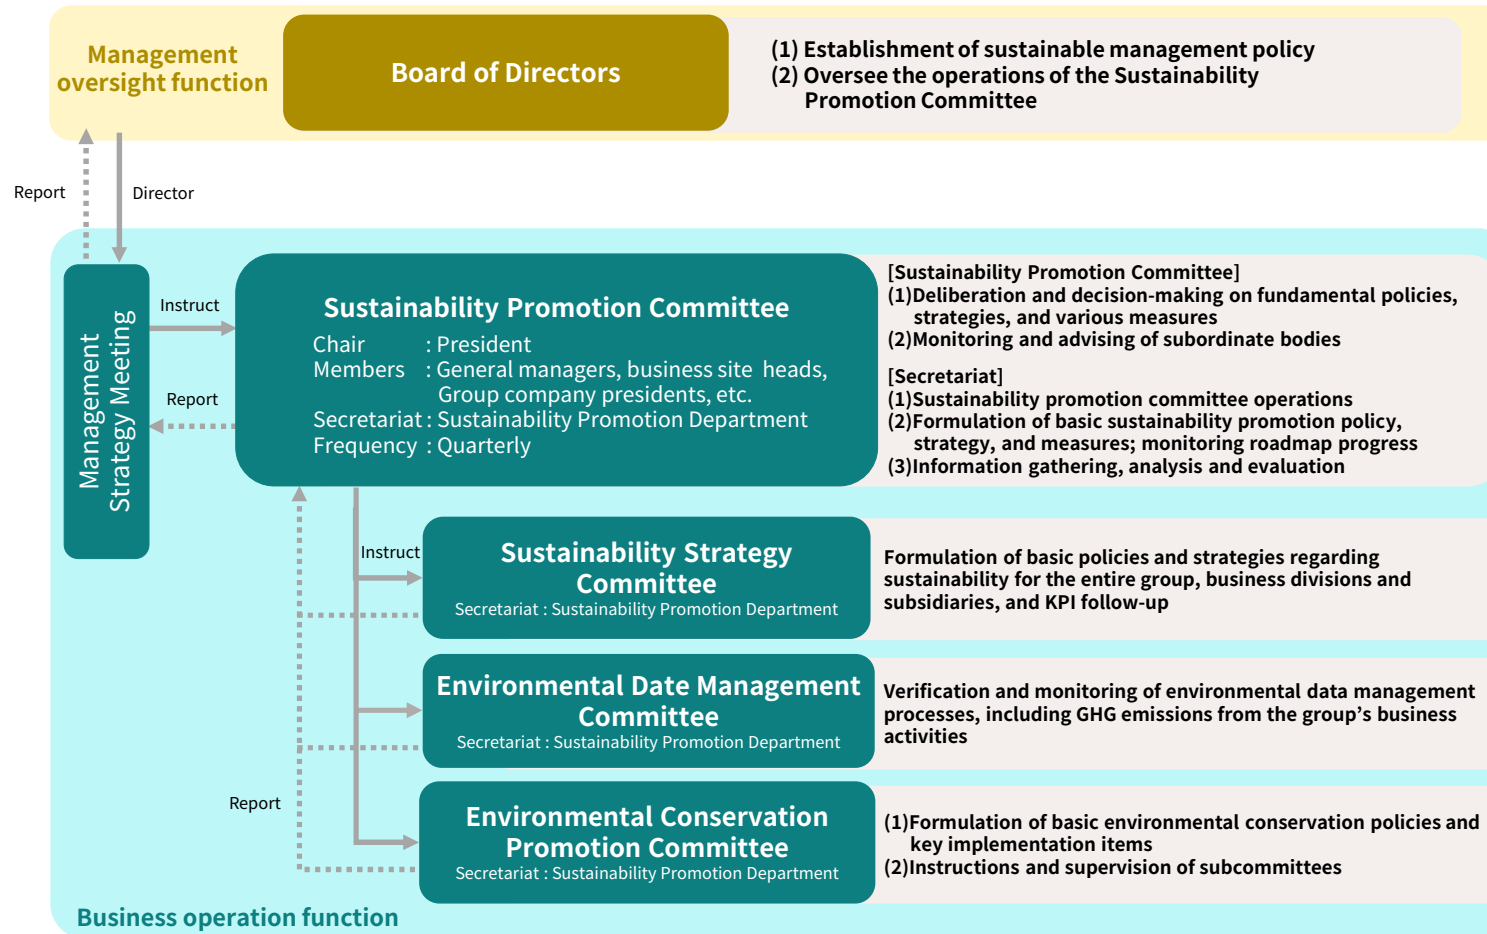 Management
oversight function
Board of Directors
(1) Establishment of sustainable management policy
(2) Oversee the operations of the Sustainability
Promotion Committee
Report
Director
Management
Strategy Meeting
Instruct
Report
Sustainability Promotion Committee
Chair : President
Members : General managers, business site heads,
Group company presidents, etc.
Secretariat : Sustainability Promotion Department
Frequency : Quarterly
[Sustainability Promotion Committee]
(1)Deliberation and decision-making on fundamental policies,
strategies, and various measures
(2)Monitoring and advising of subordinate bodies
[Secretariat]
(1)Sustainability promotion committee operations
(2)Formulation of basic sustainability promotion policy,
strategy, and measures; monitoring roadmap progress
(3)Information gathering, analysis and evaluation
Instruct
Sustainability Strategy
Committee
Secretariat : Sustainability Promotion Department
Formulation of basic policies and strategies regarding
sustainability for the entire group, business divisions and
subsidiaries, and KPI follow-up
Environmental Date Management
Committee
Secretariat : Sustainability Promotion Department
Verification and monitoring of environmental data management
processes, including GHG emissions from the group’s business
activities
Report
Environmental Conservation
Promotion Committee
Secretariat : Sustainability Promotion Department
(1)Formulation of basic environmental conservation policies and
key implementation items
(2)Instructions and supervision of subcommittees
Business operation function